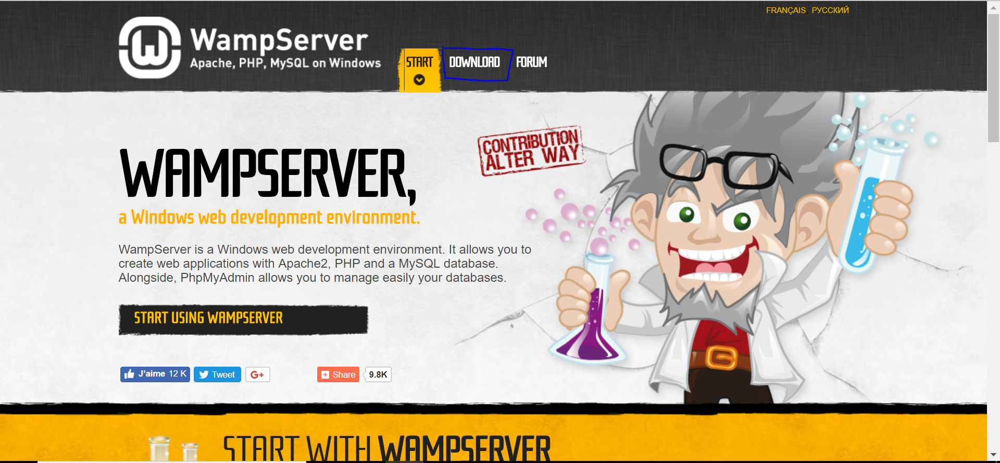 FRANÇAIS РУССКИЙ
WampServer
Apache, PHP, MySQL on Windows
START DOWNLOAD FORUM
CONTRIBUTION
ALTER WAY
WAMPSERVER,
a Windows web development environment.
WampServer is a Windows web development environment. It allows you to
create web applications with Apache2, PHP and a MySQL database.
Alongside, PhpMyAdmin allows you to manage easily your databases.
START USING WAMPSERVER
J'aime 12 K Tweet G+ Share 9.8K
START WITH WAMPSERVER